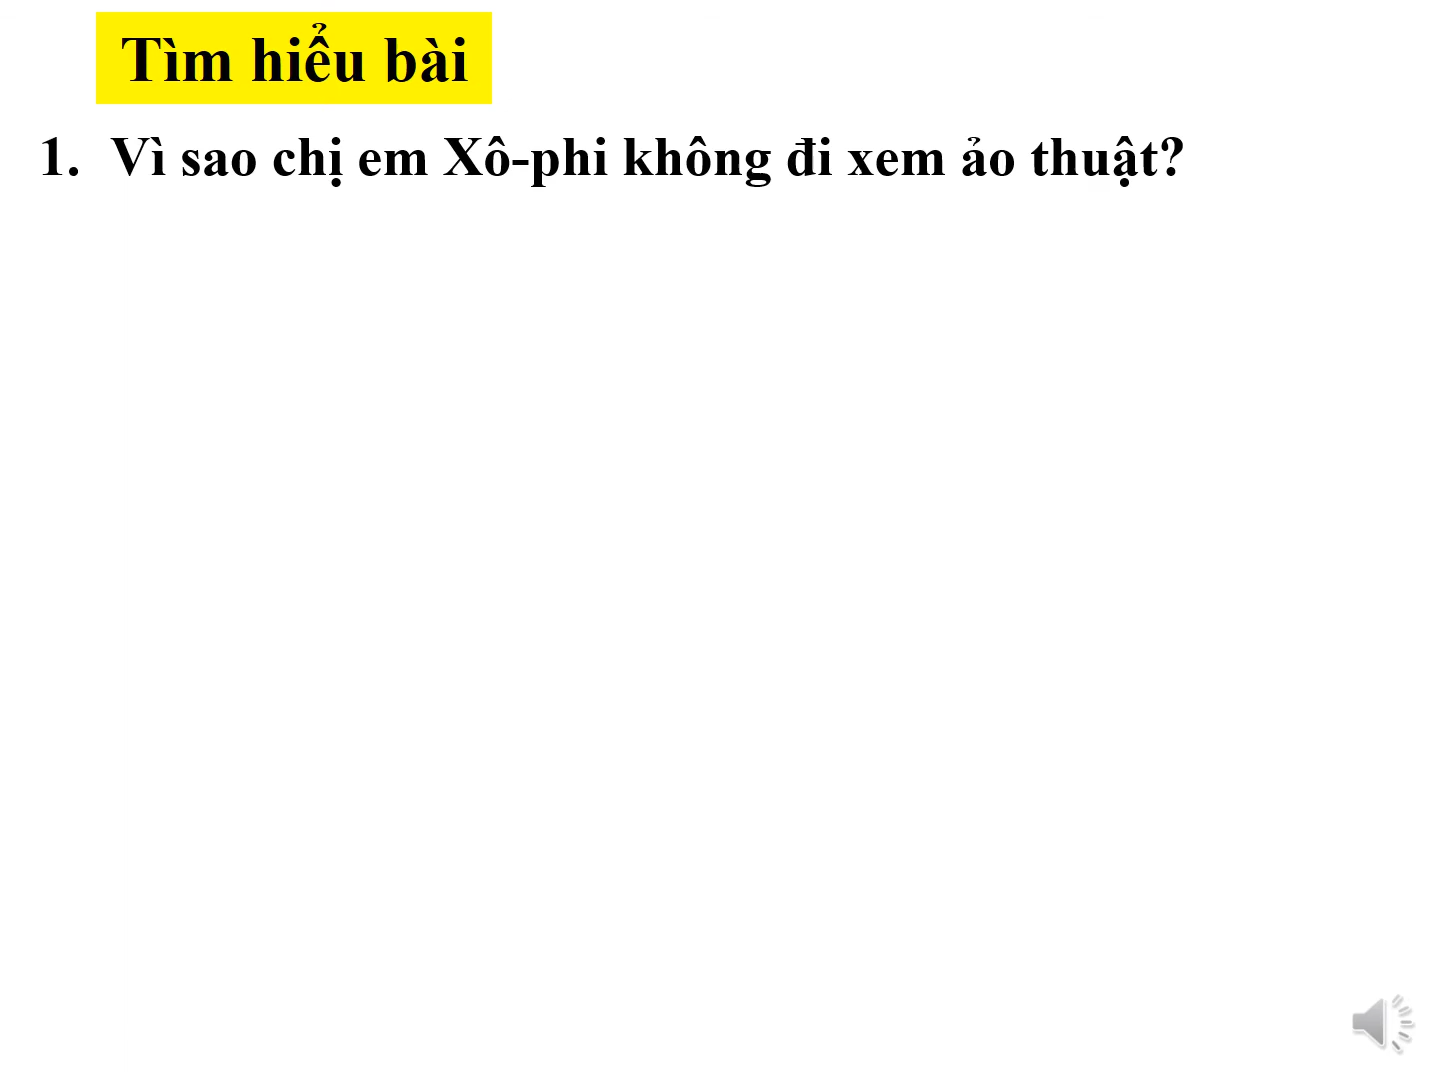 Tìm hiểu bài
1. Vì sao chị em Xô-phi không đi xem ảo thuật?